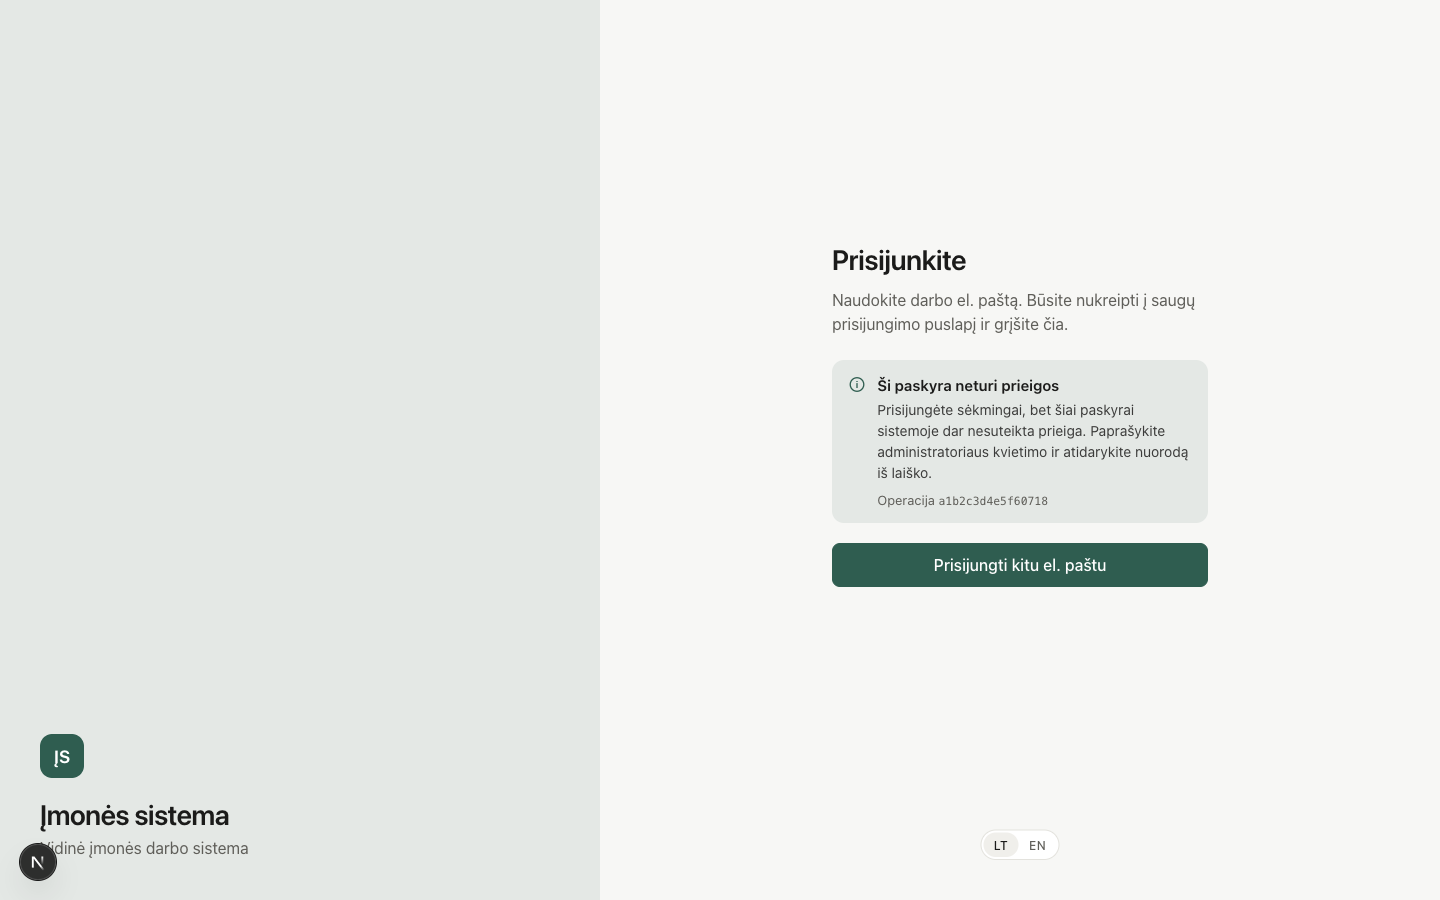 Prisijunkite
Naudokite darbo el. paštą. Būsite nukreipti į saugų
prisijungimo puslapį ir grįšite čia.
Ši paskyra neturi prieigos
Prisijungėte sėkmingai, bet šiai paskyrai
sistemoje dar nesuteikta prieiga. Paprašykite
administratoriaus kvietimo ir atidarykite nuorodą
iš laiško.
Operacija a1b2c3d4e5f60718
Prisijungti kitu el. paštu
ĮS
Įmonės sistema
Vidinė įmonės darbo sistema
N
LT EN